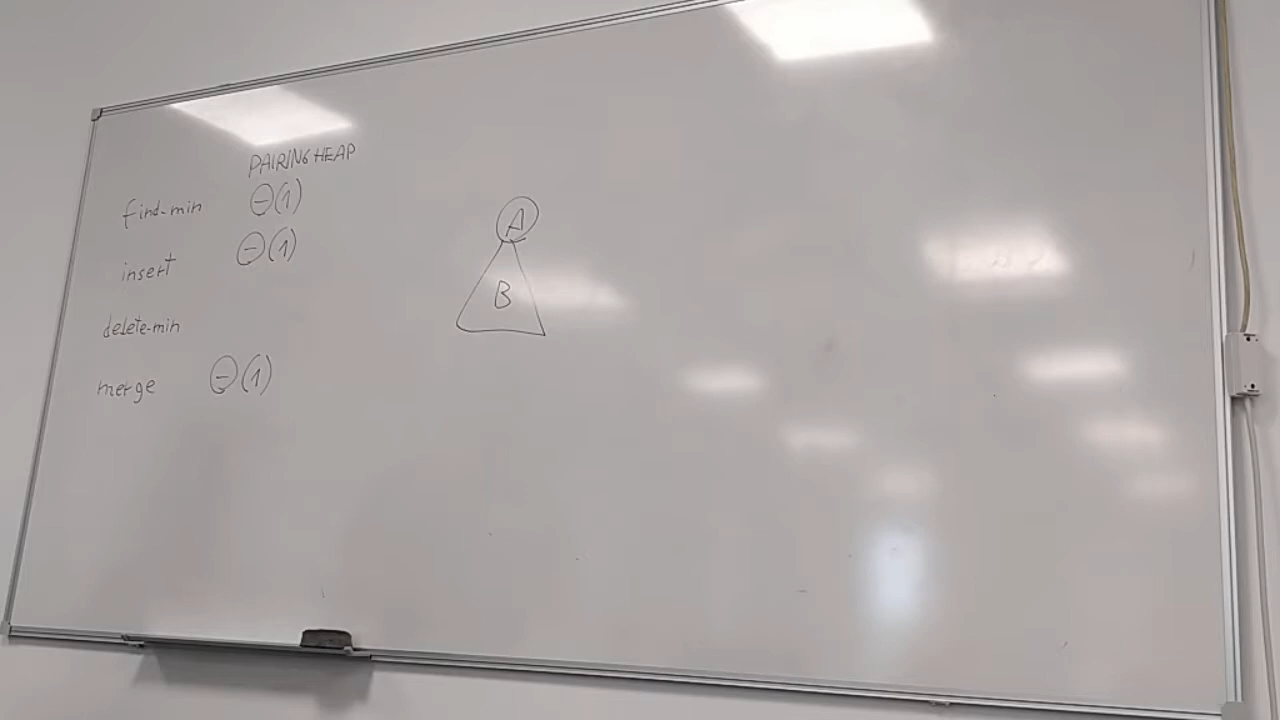 PAIRING HEAP
find-min Θ(1)
insert Θ(1)
delete-min
merge Θ(1)
A
B